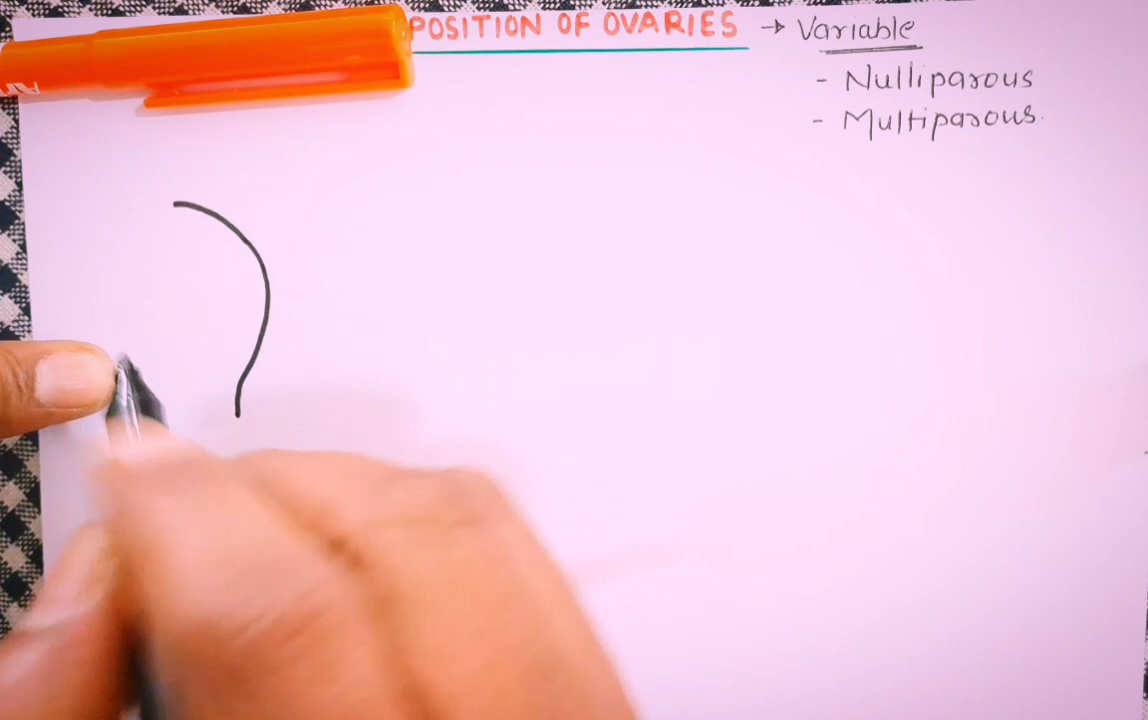 POSITION OF OVARIES → Variable
- Nulliparous
- Multiparous.